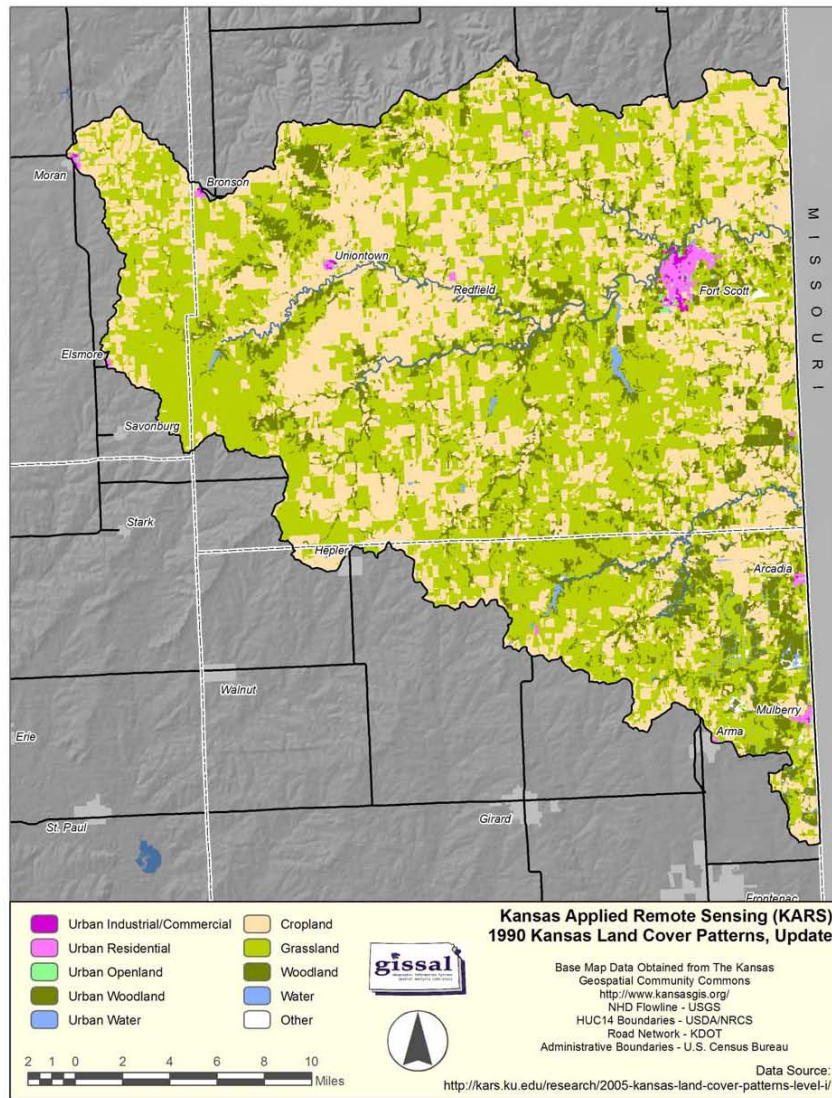 Moran
Bronson
MISSOURI
Uniontown
Redfield
Fort Scott
Elsmore
Savonburg
Stark
Hepler
Arcadia
Walnut
Mulberry
Arma
Erie
St. Paul
Girard
Frontenac
Urban Industrial/Commercial
Urban Residential
Urban Openland
Urban Woodland
Urban Water
Cropland
Grassland
Woodland
Water
Other
gissal
Kansas Applied Remote Sensing (KARS)
1990 Kansas Land Cover Patterns, Update
Base Map Data Obtained from The Kansas
Geospatial Community Commons
http://www.kansasgis.org/
NHD Flowline - USGS
HUC14 Boundaries - USDA/NRCS
Road Network - KDOT
Administrative Boundaries - U.S. Census Bureau
2 1 0 2 4 6 8 10
Miles
Data Source:
http://kars.ku.edu/research/2005-kansas-land-cover-patterns-level-i/